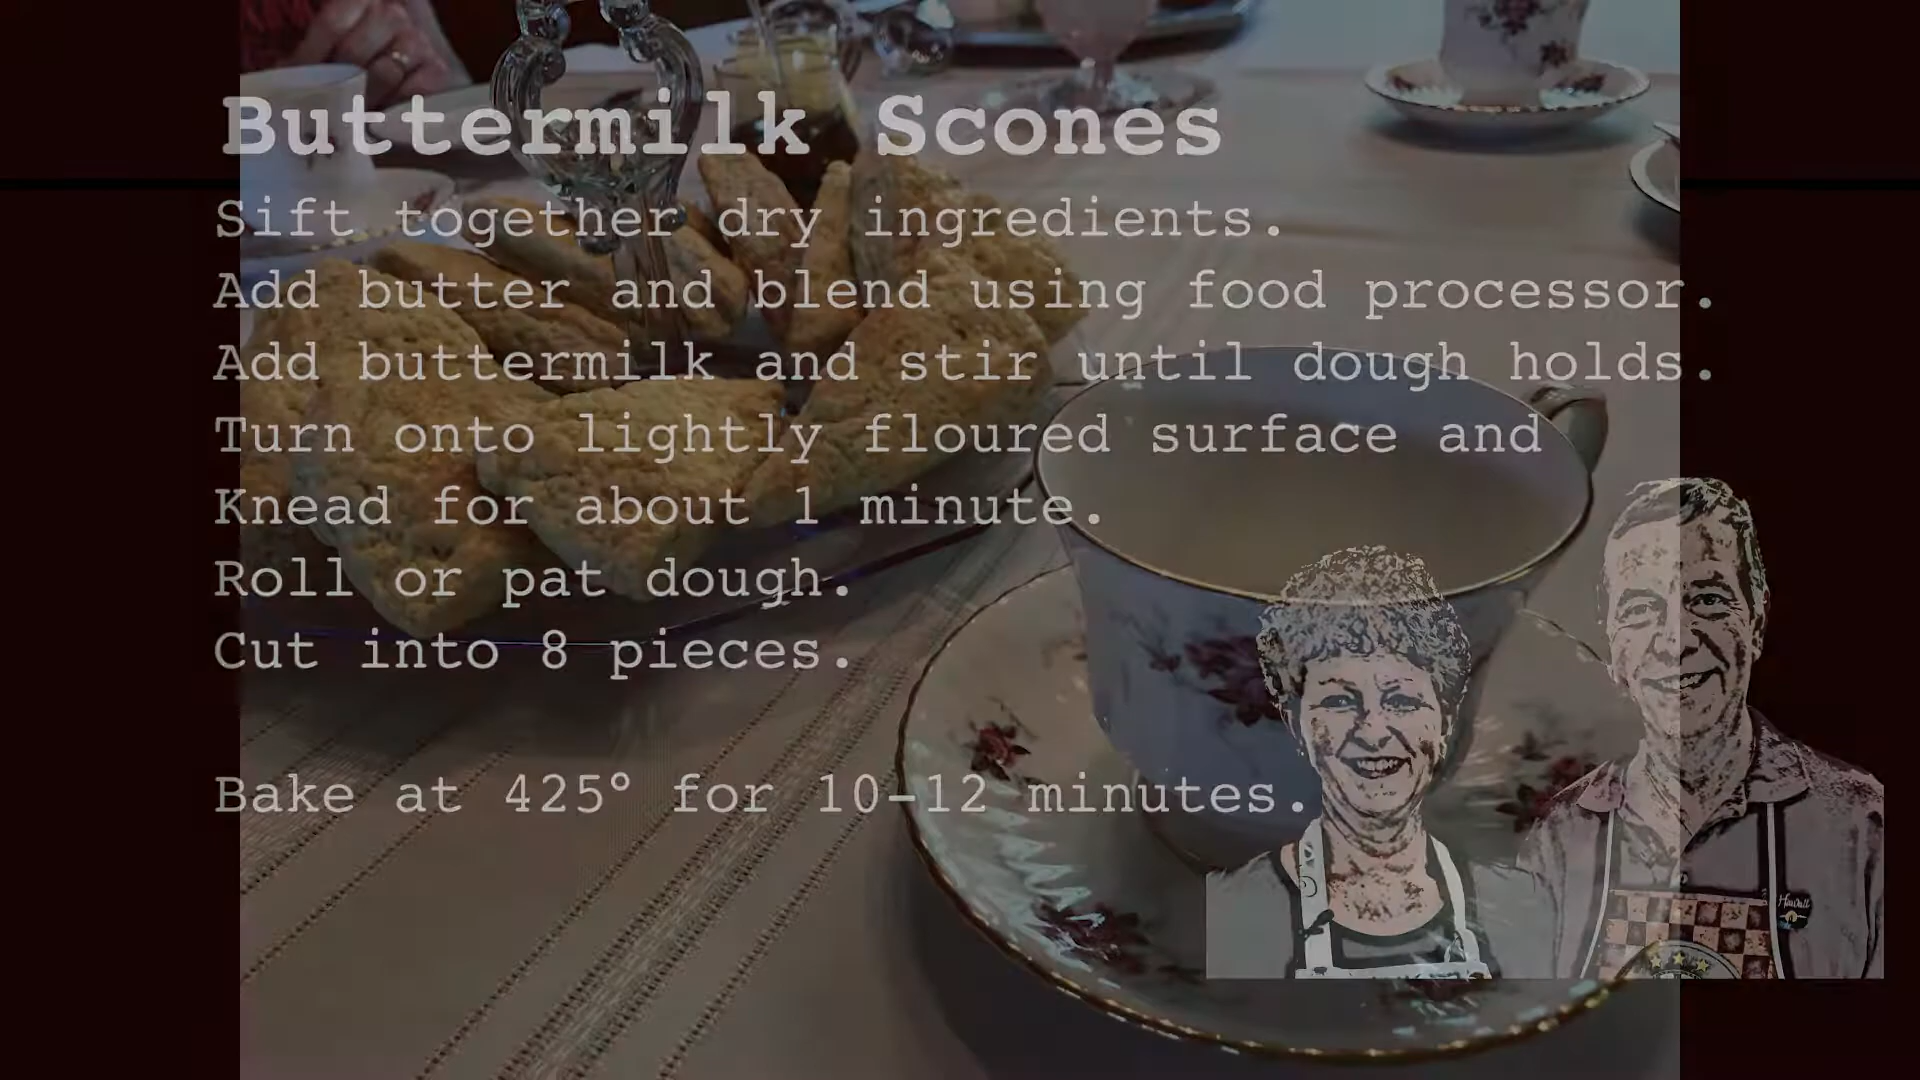 Buttermilk Scones
Sift together dry ingredients.
Add butter and blend using food processor.
Add buttermilk and stir until dough holds.
Turn onto lightly floured surface and
Knead for about 1 minute.
Roll or pat dough.
Cut into 8 pieces.
Bake at 425° for 10-12 minutes.